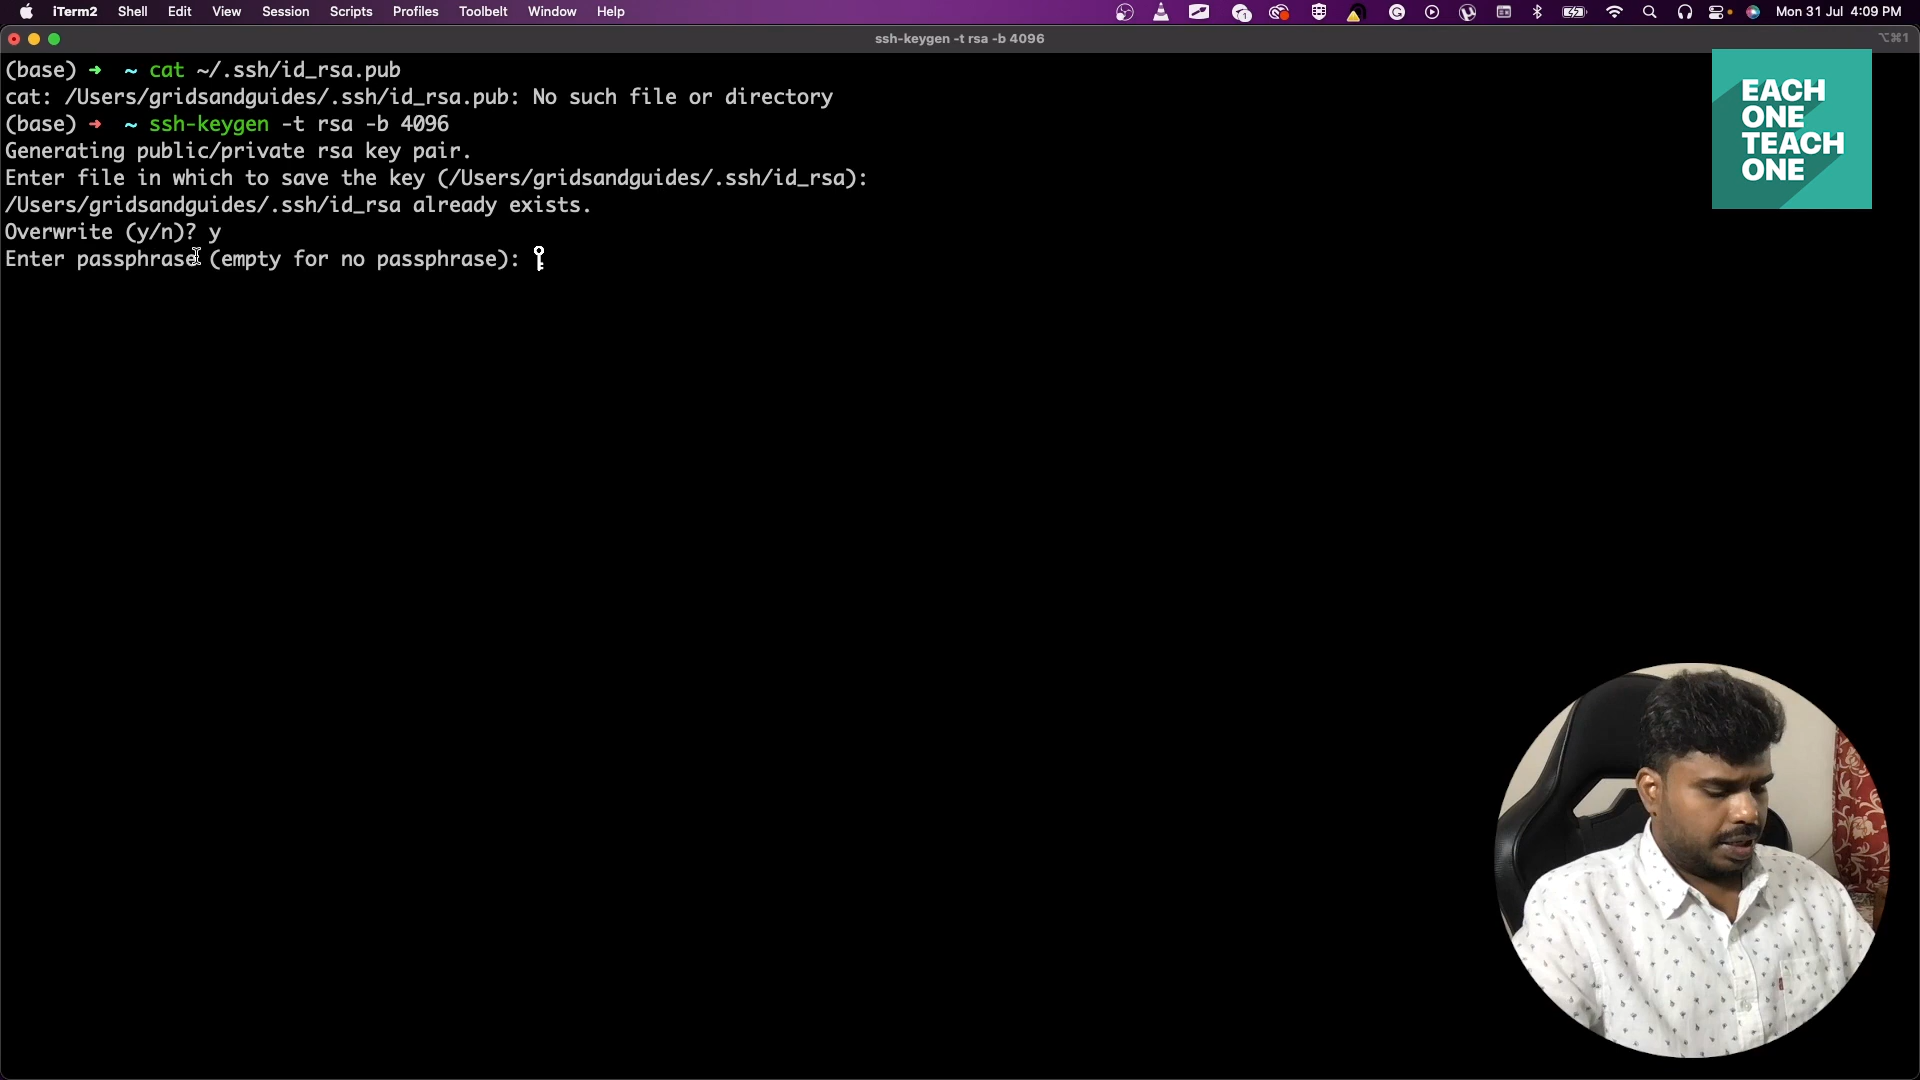 iTerm2 Shell Edit View Session Scripts Profiles Toolbelt Window Help Mon 31 Jul 4:09 PM
ssh-keygen -t rsa -b 4096 ⌥⌘1
(base) ➜ ~ cat ~/.ssh/id_rsa.pub
cat: /Users/gridsandguides/.ssh/id_rsa.pub: No such file or directory
(base) ➜ ~ ssh-keygen -t rsa -b 4096
Generating public/private rsa key pair.
Enter file in which to save the key (/Users/gridsandguides/.ssh/id_rsa):
/Users/gridsandguides/.ssh/id_rsa already exists.
Overwrite (y/n)? y
Enter passphrase (empty for no passphrase):
EACH
ONE
TEACH
ONE